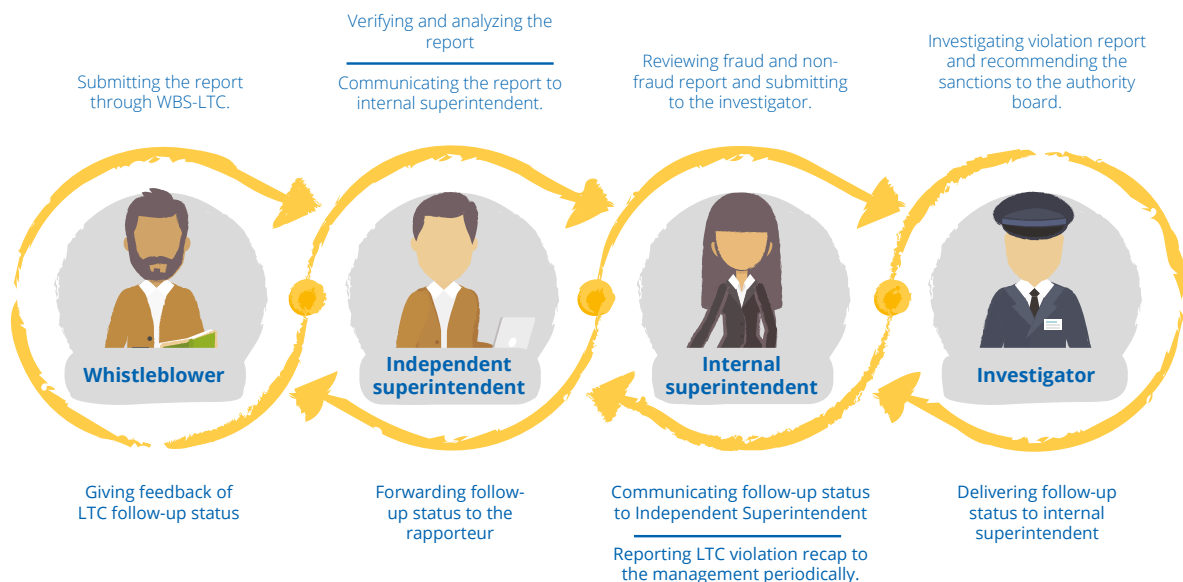 Submitting the report
through WBS-LTC.
Verifying and analyzing the
report
Communicating the report to
internal superintendent.
Reviewing fraud and non-
fraud report and submitting
to the investigator.
Investigating violation report
and recommending the
sanctions to the authority
board.
Whistleblower
Independent
superintendent
Internal
superintendent
Investigator
Giving feedback of
LTC follow-up status
Forwarding follow-
up status to the
rapporteur
Communicating follow-up status
to Independent Superintendent
Reporting LTC violation recap to
the management periodically.
Delivering follow-up
status to internal
superintendent